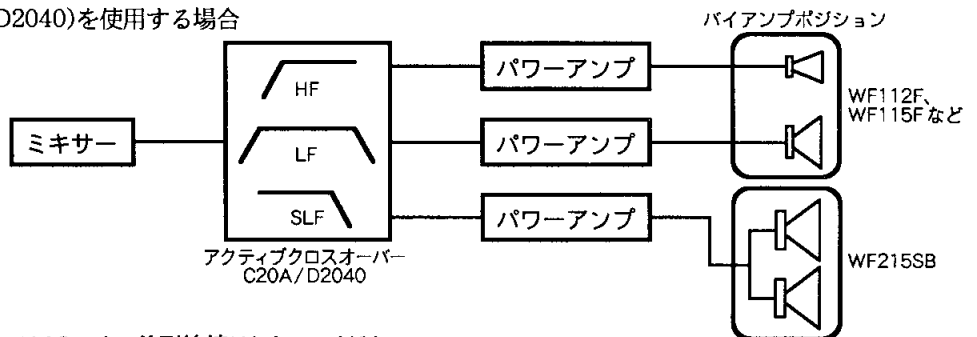 D2040)を使用する場合
バイアンプポジション
パワーアンプ
HF
WF112F、
WF115Fなど
ミキサー
LF
パワーアンプ
SLF
パワーアンプ
WF215SB
アクティブクロスオーバー
C20A/D2040